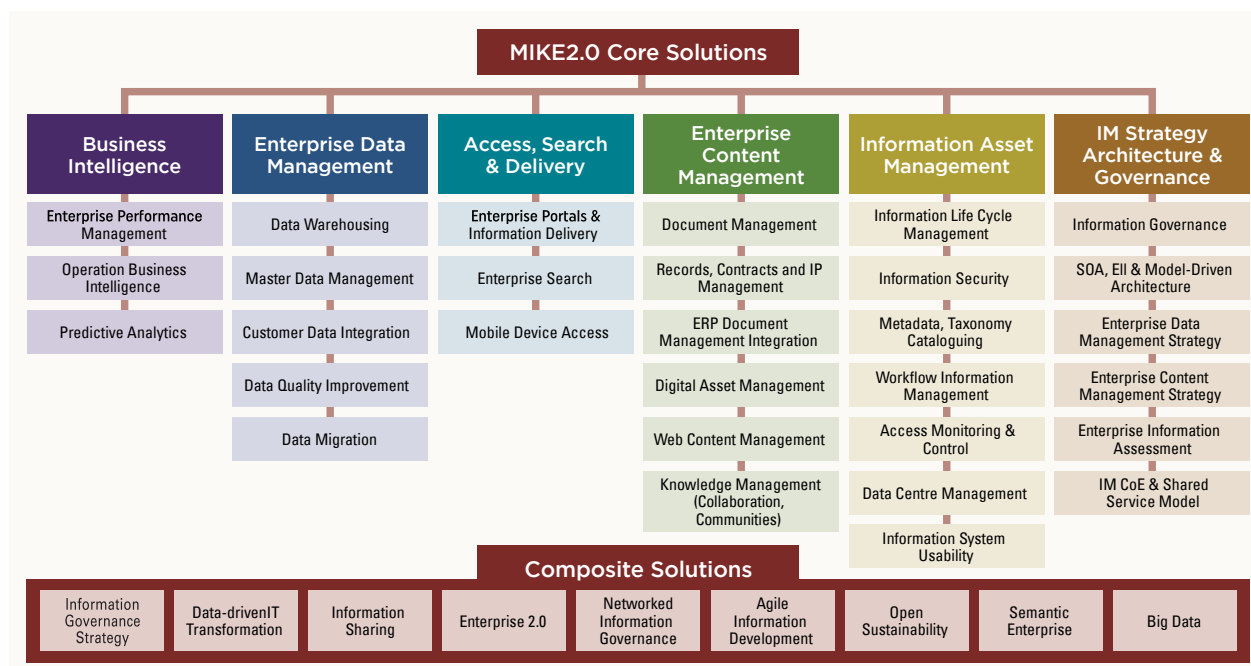 MIKE2.0 Core Solutions
Business
Intelligence
Enterprise Performance
Management
Operation Business
Intelligence
Predictive Analytics
Enterprise Data
Management
Data Warehousing
Master Data Management
Customer Data Integration
Data Quality Improvement
Data Migration
Access, Search
& Delivery
Enterprise Portals &
Information Delivery
Enterprise Search
Mobile Device Access
Enterprise
Content
Management
Document Management
Records, Contracts and IP
Management
ERP Document
Management Integration
Digital Asset Management
Web Content Management
Knowledge Management
(Collaboration,
Communities)
Information Asset
Management
Information Life Cycle
Management
Information Security
Metadata, Taxonomy
Cataloguing
Workflow Information
Management
Access Monitoring &
Control
Data Centre Management
Information System
Usability
IM Strategy
Architecture &
Governance
Information Governance
SOA, EII & Model-Driven
Architecture
Enterprise Data
Management Strategy
Enterprise Content
Management Strategy
Enterprise Information
Assessment
IM CoE & Shared
Service Model
Composite Solutions
Information
Governance
Strategy
Data-drivenIT
Transformation
Information
Sharing
Enterprise 2.0
Networked
Information
Governance
Agile
Information
Development
Open
Sustainability
Semantic
Enterprise
Big Data